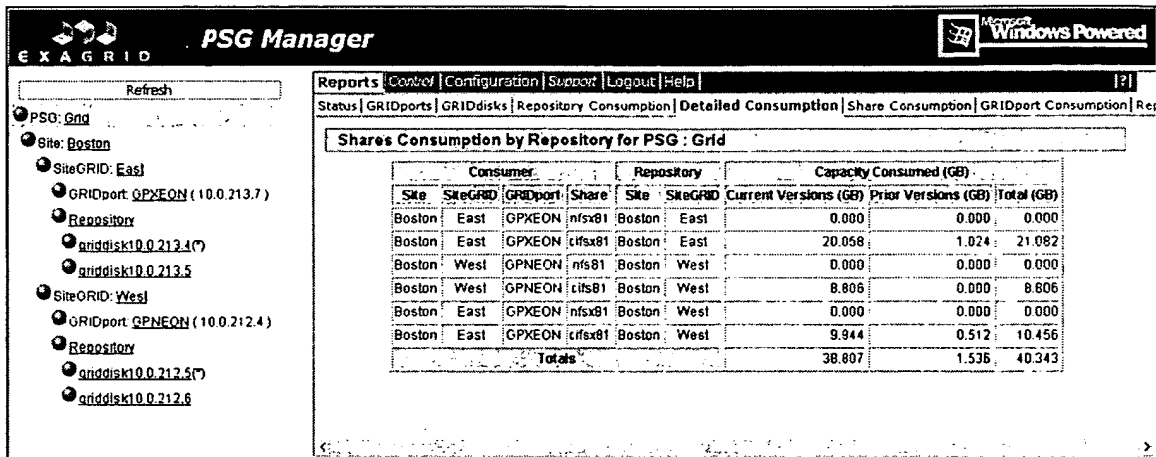 EXAGRID
PSG Manager
Microsoft
Windows Powered
Refresh
PSG: Grid
Site: Boston
SiteGRID: East
GRIDport: GPXEON ( 10.0.213.7 )
Repository
griddisk10.0.213.4(*)
griddisk10.0.213.5
SiteGRID: West
GRIDport: GPNEON ( 10.0.212.4 )
Repository
griddisk10.0.212.5(*)
griddisk10.0.212.6
Reports | Control | Configuration | Support | Logout | Help | |?|
Status | GRIDports | GRIDdisks | Repository Consumption | Detailed Consumption | Share Consumption | GRIDport Consumption | Rep
Shares Consumption by Repository for PSG : Grid
Consumer Repository Capacity Consumed (GB)
Site SiteGRID GRIDport Share Site SiteGRID Current Versions (GB) Prior Versions (GB) Total (GB)
Boston East GPXEON nfsx81 Boston East 0.000 0.000 0.000
Boston East GPXEON cifsx81 Boston East 20.058 1.024 21.082
Boston West GPNEON nfs81 Boston West 0.000 0.000 0.000
Boston West GPNEON cifs81 Boston West 8.806 0.000 8.806
Boston East GPXEON nfsx81 Boston West 0.000 0.000 0.000
Boston East GPXEON cifsx81 Boston West 9.944 0.512 10.456
Totals 38.807 1.536 40.343